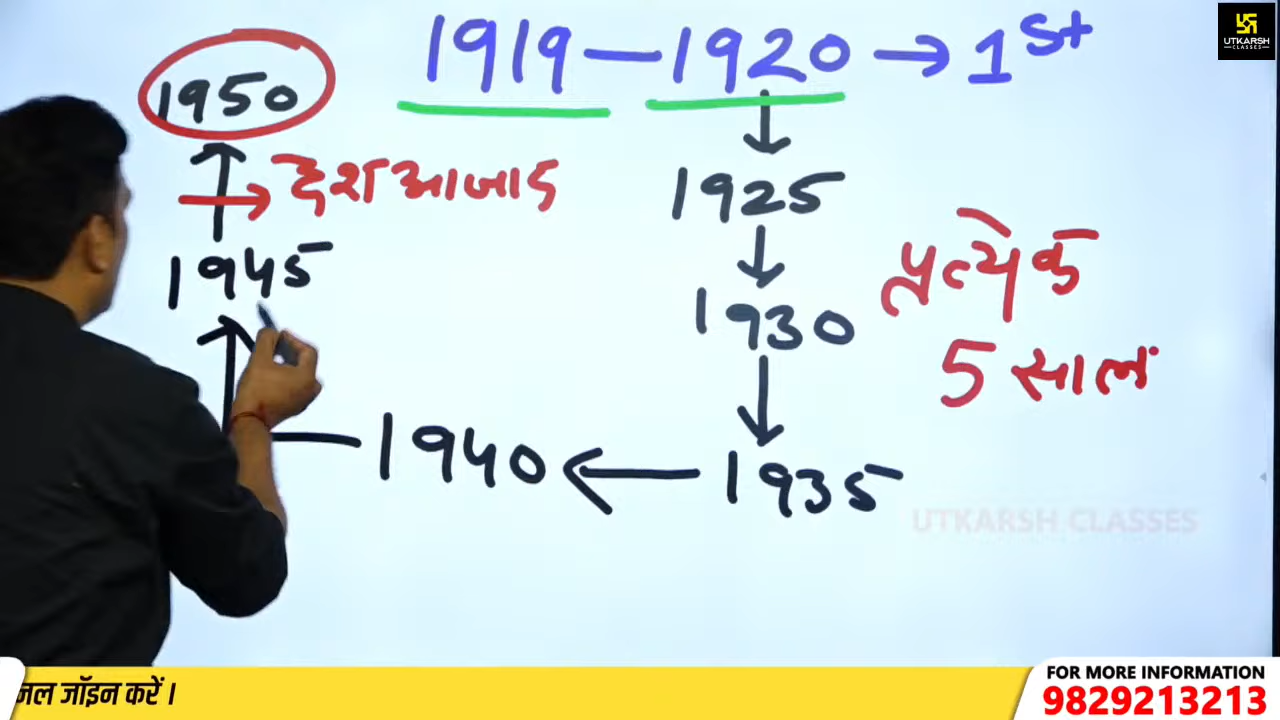 1919 — 1920 → 1st
1950
देश आजाद
1925
1945
1930
प्रत्येक
5 साल
1940 ← 1935
UTKARSH CLASSES
UTKARSH
CLASSES
नल जॉइन करें ।
FOR MORE INFORMATION
9829213213